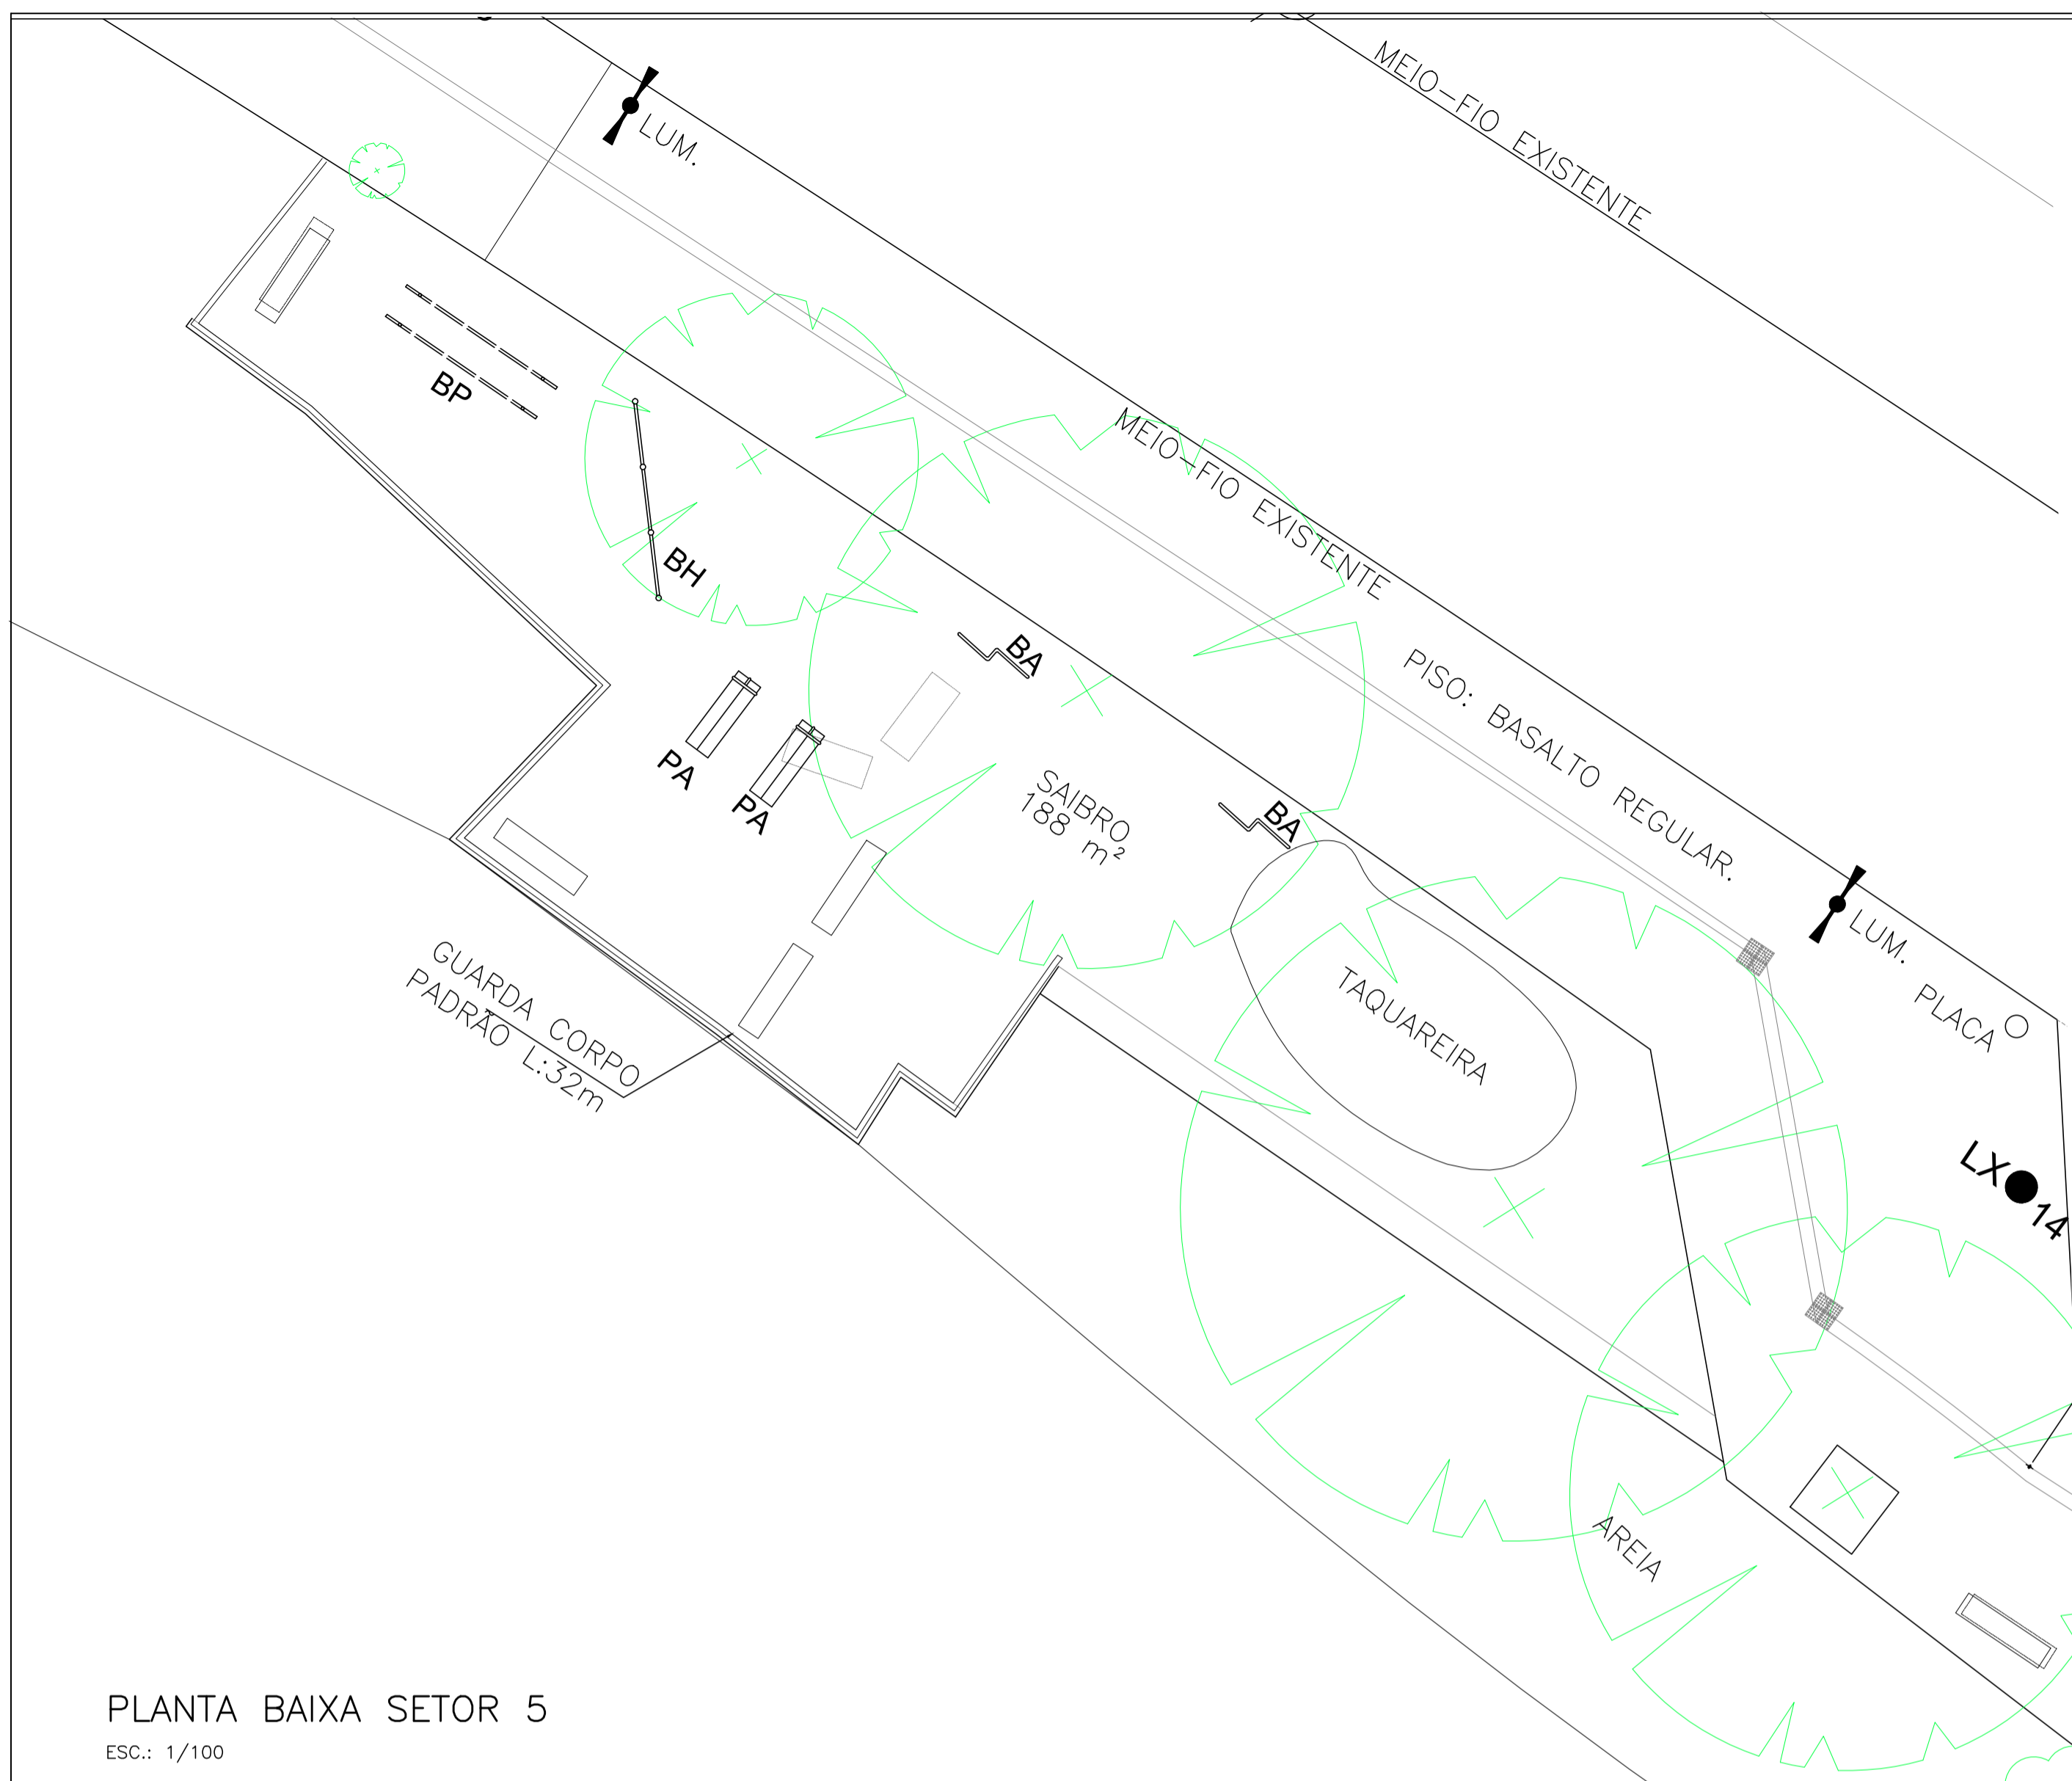 MEIO-FIO EXISTENTE
LUM.
BP
MEIO-FIO EXISTENTE
BH
BA
PISO: BASALTO REGULAR.
PA
PA
SAIBRO
188 m²
BA
LUM.
TAQUAREIRA
PLACA
GUARDA CORPO
PADRÃO L:32m
LX
14
AREIA
PLANTA BAIXA SETOR 5
ESC.: 1/100